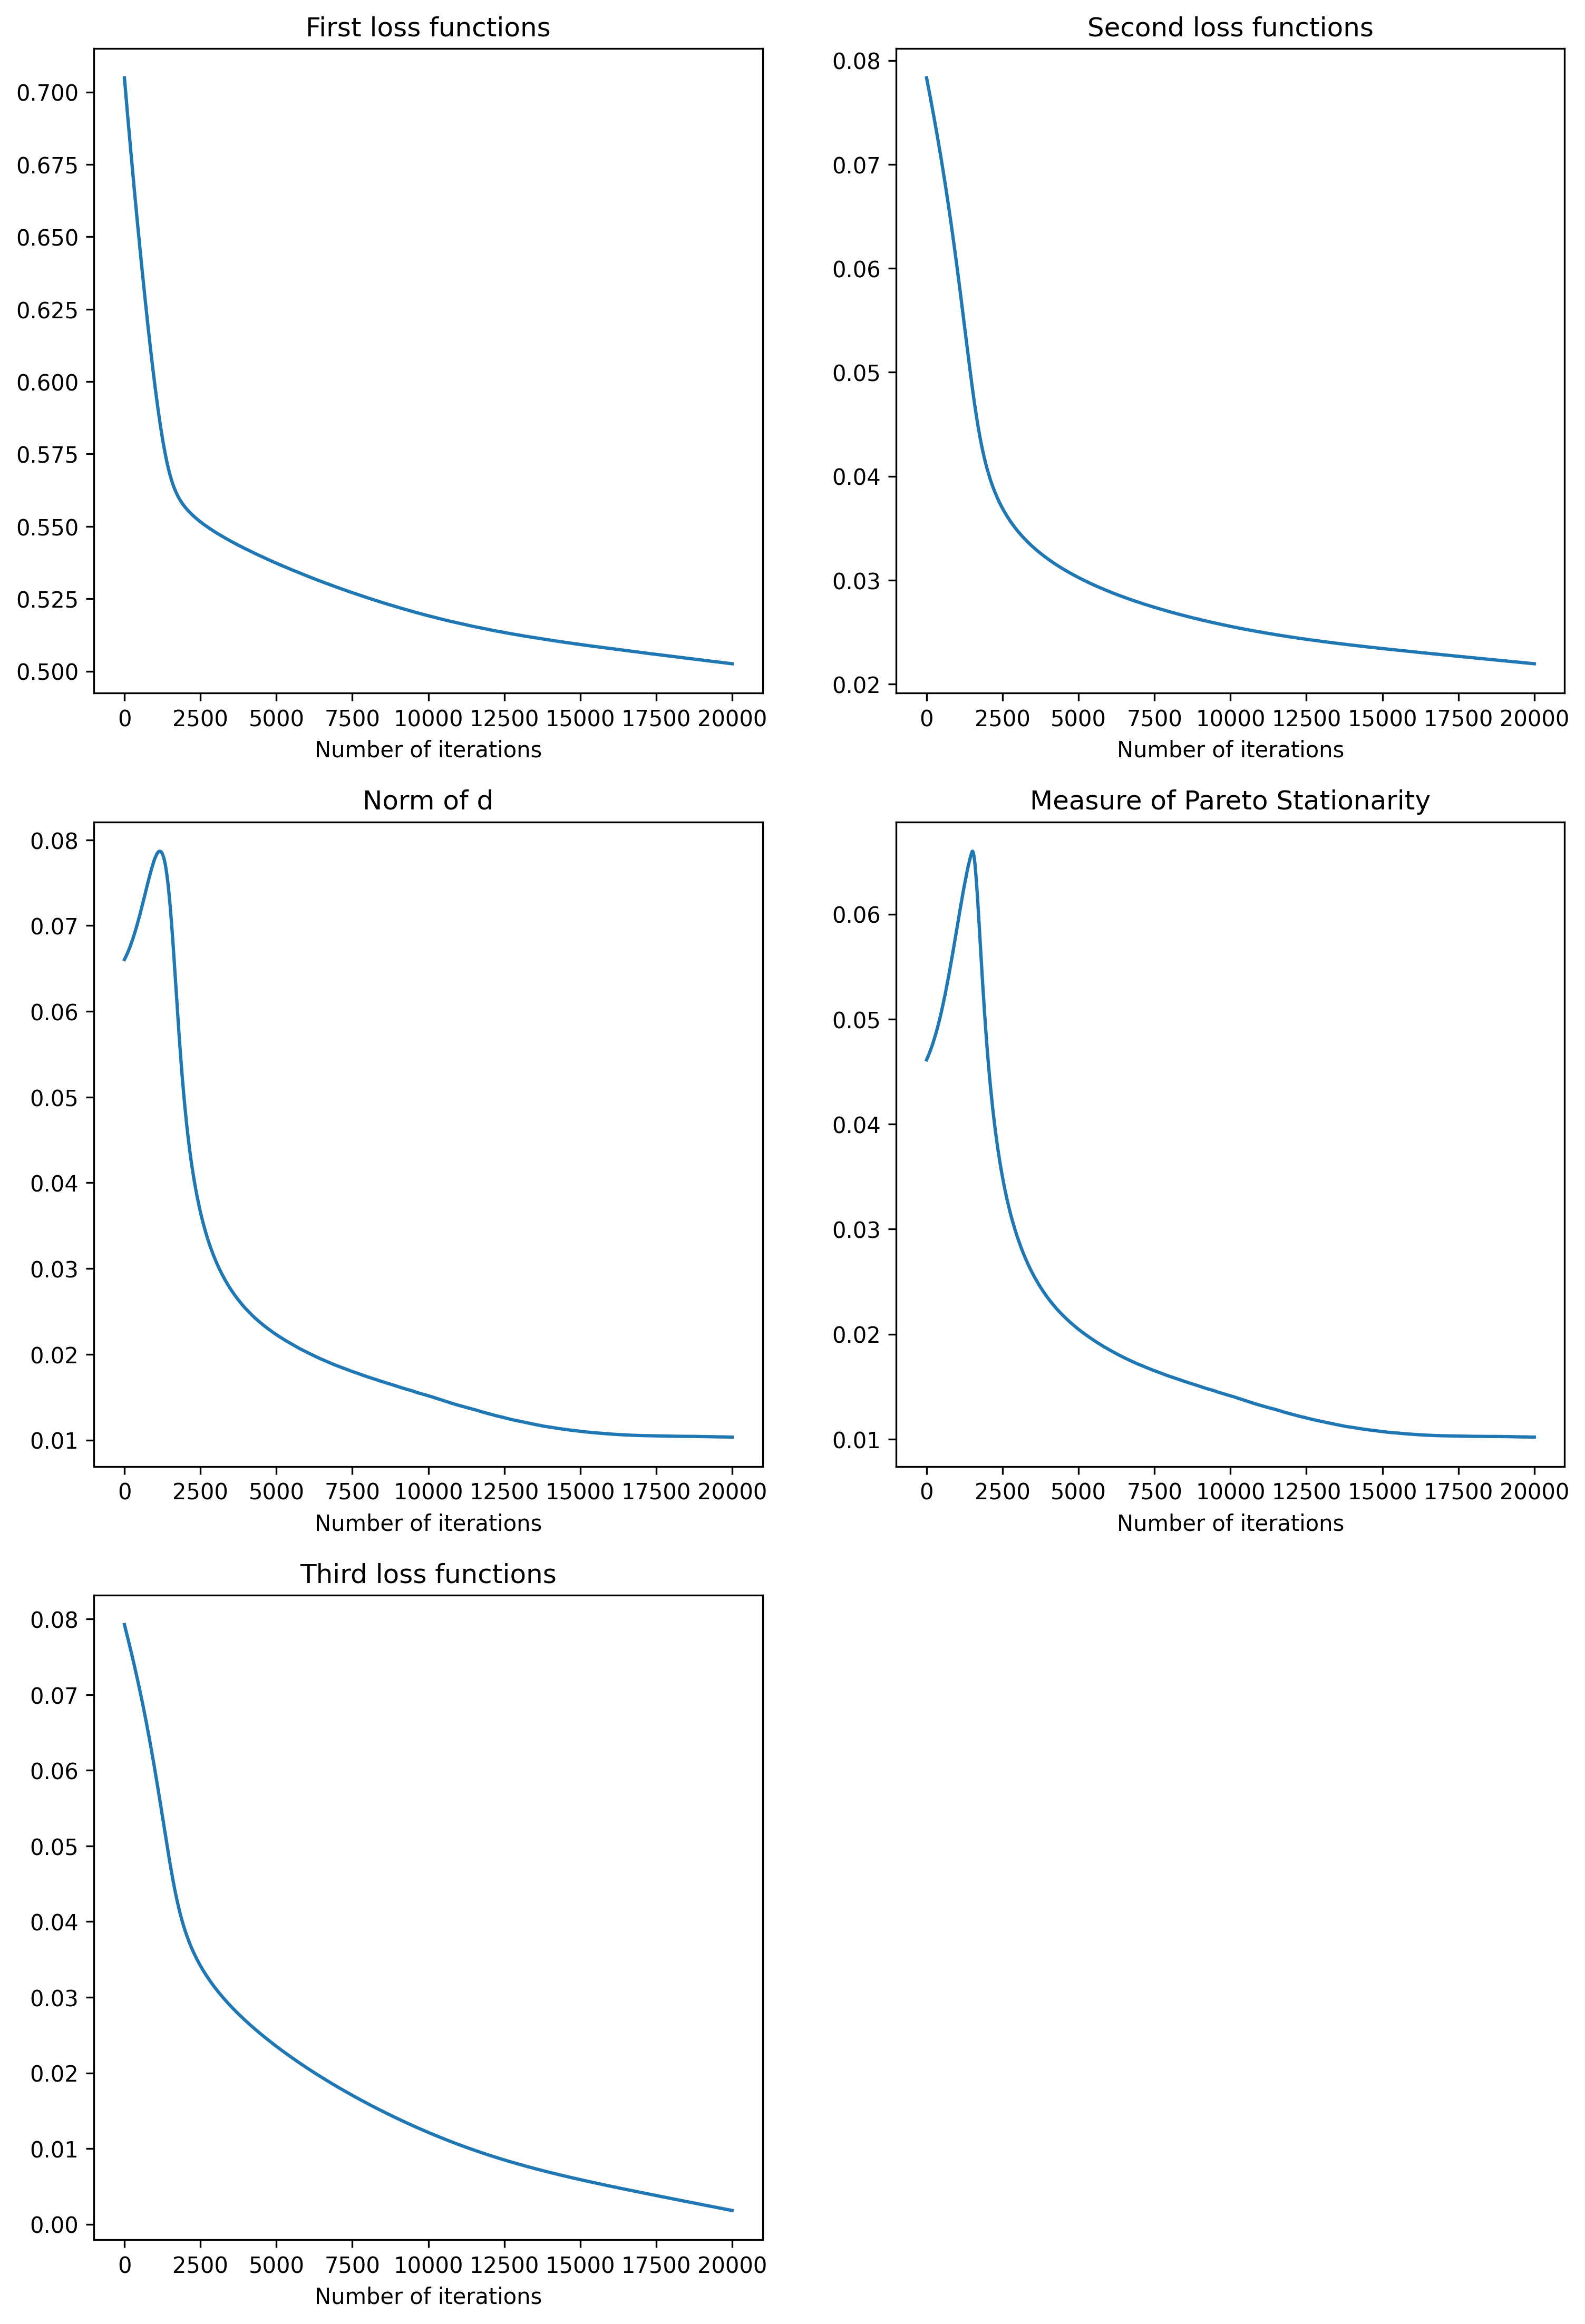 First loss functions
0.700
0.675
0.650
0.625
0.600
0.575
0.550
0.525
0.500
0 2500 5000 7500 10000 12500 15000 17500 20000
Number of iterations
Second loss functions
0.08
0.07
0.06
0.05
0.04
0.03
0.02
0 2500 5000 7500 10000 12500 15000 17500 20000
Number of iterations
Norm of d
0.08
0.07
0.06
0.05
0.04
0.03
0.02
0.01
0 2500 5000 7500 10000 12500 15000 17500 20000
Number of iterations
Measure of Pareto Stationarity
0.06
0.05
0.04
0.03
0.02
0.01
0 2500 5000 7500 10000 12500 15000 17500 20000
Number of iterations
Third loss functions
0.08
0.07
0.06
0.05
0.04
0.03
0.02
0.01
0.00
0 2500 5000 7500 10000 12500 15000 17500 20000
Number of iterations